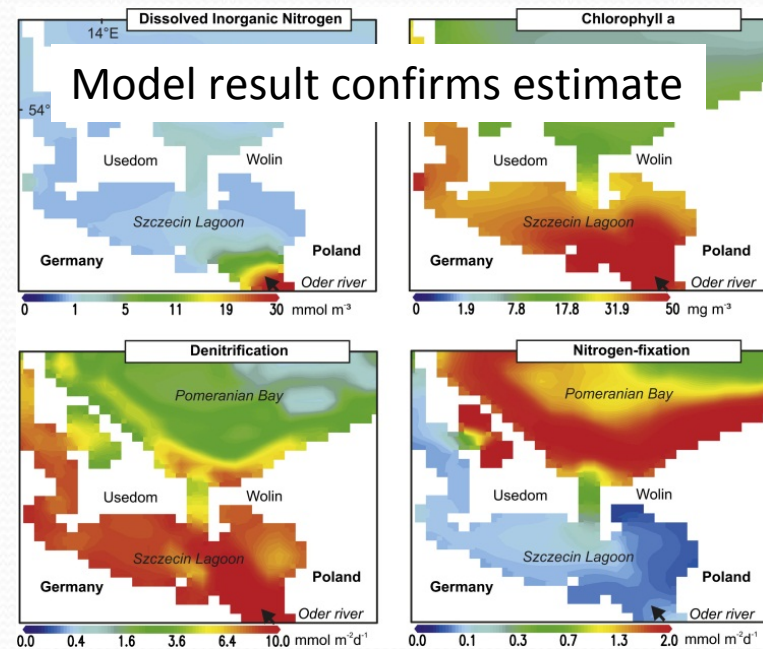 Dissolved Inorganic Nitrogen
Chlorophyll a
14°E
Model result confirms estimate
54°
Usedom
Wolin
Szczecin Lagoon
Germany
Poland
Oder river
0 1 5 11 19 30 mmol m⁻³
Usedom
Wolin
Szczecin Lagoon
Germany
Poland
Oder river
0 1.9 7.8 17.8 31.9 50 mg m⁻³
Denitrification
Pomeranian Bay
Usedom
Wolin
Szczecin Lagoon
Germany
Poland
Oder river
0.0 0.4 1.6 3.6 6.4 10.0 mmol m⁻²d⁻¹
Nitrogen-fixation
Pomeranian Bay
Usedom
Wolin
Szczecin Lagoon
Germany
Poland
Oder river
0.0 0.1 0.3 0.7 1.3 2.0 mmol m⁻²d⁻¹